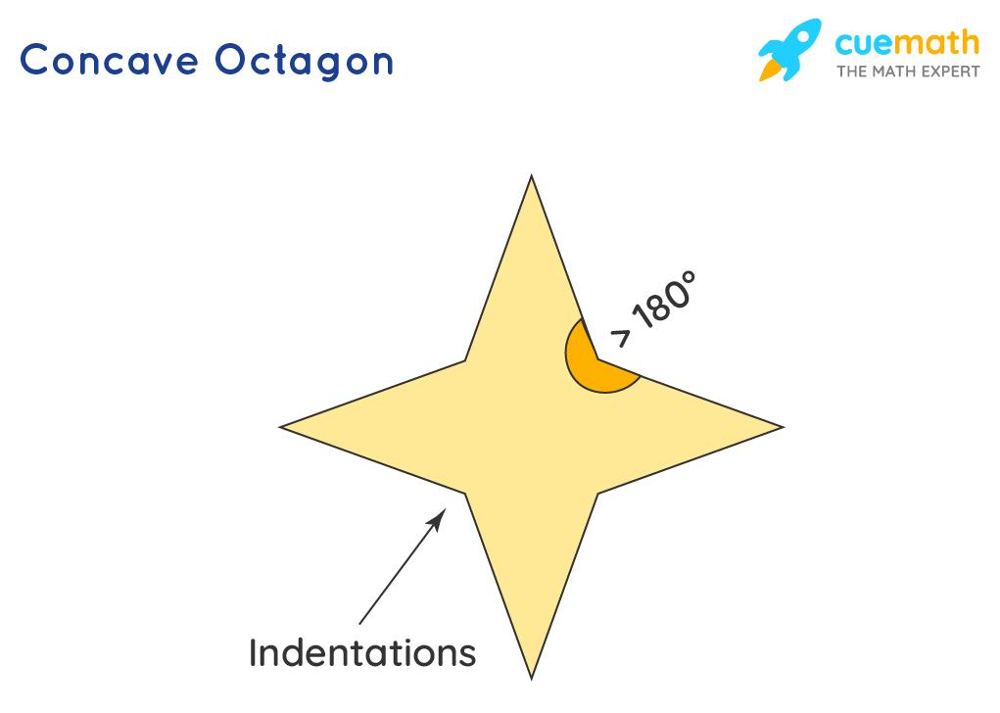 Concave Octagon
cuemath
THE MATH EXPERT
> 180°
Indentations